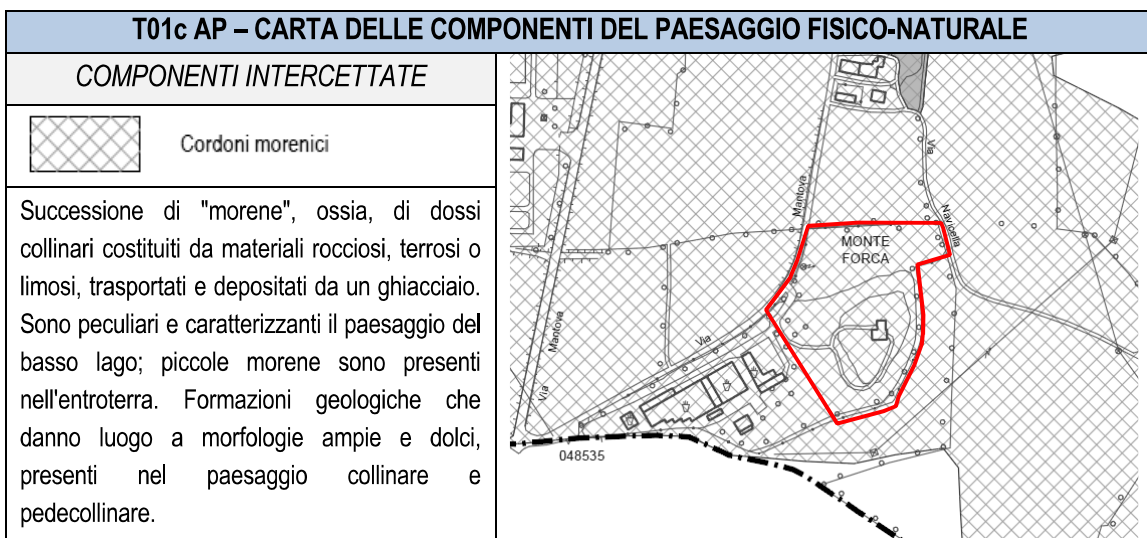 T01c AP – CARTA DELLE COMPONENTI DEL PAESAGGIO FISICO-NATURALE
COMPONENTI INTERCETTATE
Cordoni morenici
Successione di "morene", ossia, di dossi
collinari costituiti da materiali rocciosi, terrosi o
limosi, trasportati e depositati da un ghiacciaio.
Sono peculiari e caratterizzanti il paesaggio del
basso lago; piccole morene sono presenti
nell'entroterra. Formazioni geologiche che
danno luogo a morfologie ampie e dolci,
presenti nel paesaggio collinare e
pedecollinare.
Via
Navicella
Mantova
MONTE
FORCA
Via
Mantova
Via
048535